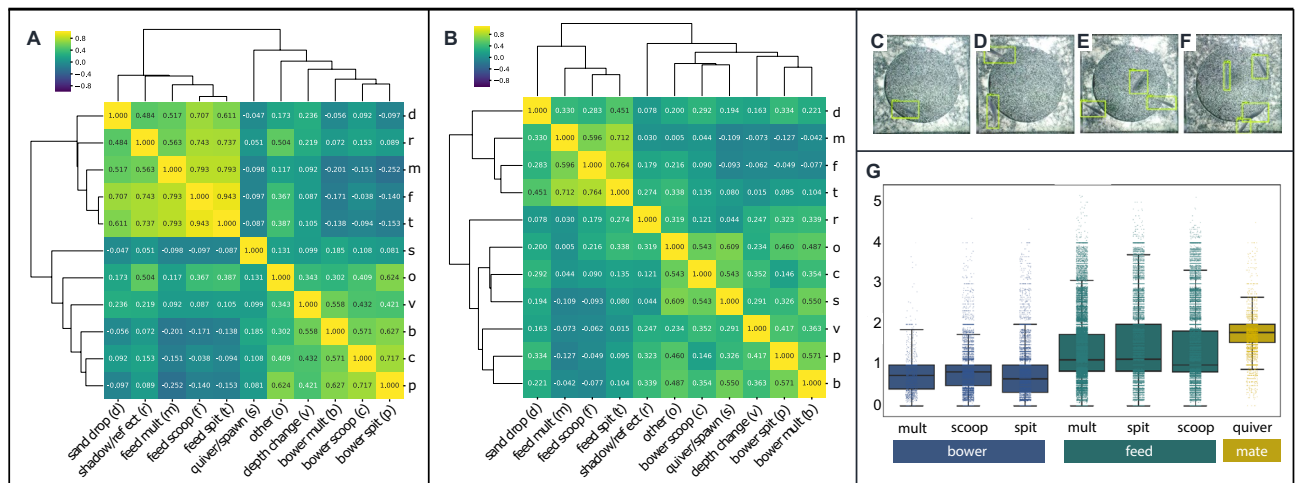 A
0.8
0.4
0.0
−0.4
−0.8
1.000 0.484 0.517 0.707 0.611 -0.047 0.173 0.236 -0.056 0.092 -0.097 d
0.484 1.000 0.563 0.743 0.737 0.051 0.504 0.219 0.072 0.153 0.089 r
0.517 0.563 1.000 0.793 0.793 -0.098 0.117 0.092 -0.201 -0.151 -0.252 m
0.707 0.743 0.793 1.000 0.943 -0.097 0.367 0.087 -0.171 -0.038 -0.140 f
0.611 0.737 0.793 0.943 1.000 -0.087 0.387 0.105 -0.138 -0.094 -0.153 t
-0.047 0.051 -0.098 -0.097 -0.087 1.000 0.131 0.099 0.185 0.108 0.081 s
0.173 0.504 0.117 0.367 0.387 0.131 1.000 0.343 0.302 0.409 0.624 o
0.236 0.219 0.092 0.087 0.105 0.099 0.343 1.000 0.558 0.432 0.421 v
-0.056 0.072 -0.201 -0.171 -0.138 0.185 0.302 0.558 1.000 0.571 0.627 b
0.092 0.153 -0.151 -0.038 -0.094 0.108 0.409 0.432 0.571 1.000 0.717 c
-0.097 0.089 -0.252 -0.140 -0.153 0.081 0.624 0.421 0.627 0.717 1.000 p
sand drop (d)
shadow/ref ect (r)
feed mult (m)
feed scoop (f)
feed spit (t)
quiver/spawn (s)
other (o)
depth change (v)
bower mult (b)
bower scoop (c)
bower spit (p)
B
0.8
0.4
0.0
−0.4
−0.8
1.000 0.330 0.283 0.451 0.078 0.200 0.292 0.194 0.163 0.334 0.221 d
0.330 1.000 0.596 0.712 0.030 0.005 0.044 -0.109 -0.073 -0.127 -0.042 m
0.283 0.596 1.000 0.764 0.179 0.216 0.090 -0.093 -0.062 -0.049 -0.077 f
0.451 0.712 0.764 1.000 0.274 0.338 0.135 0.080 0.015 0.095 0.104 t
0.078 0.030 0.179 0.274 1.000 0.319 0.121 0.044 0.247 0.323 0.339 r
0.200 0.005 0.216 0.338 0.319 1.000 0.543 0.609 0.234 0.460 0.487 o
0.292 0.044 0.090 0.135 0.121 0.543 1.000 0.543 0.352 0.146 0.354 c
0.194 -0.109 -0.093 0.080 0.044 0.609 0.543 1.000 0.291 0.326 0.550 s
0.163 -0.073 -0.062 0.015 0.247 0.234 0.352 0.291 1.000 0.417 0.363 v
0.334 -0.127 -0.049 0.095 0.323 0.460 0.146 0.326 0.417 1.000 0.571 p
0.221 -0.042 -0.077 0.104 0.339 0.487 0.354 0.550 0.363 0.571 1.000 b
sand drop (d)
feed mult (m)
feed scoop (f)
feed spit (t)
shadow/ref ect (r)
other (o)
bower scoop (c)
quiver/spawn (s)
depth change (v)
bower spit (p)
bower mult (b)
C D E F
G
5
4
3
2
1
0
mult scoop spit mult spit scoop quiver
bower feed mate